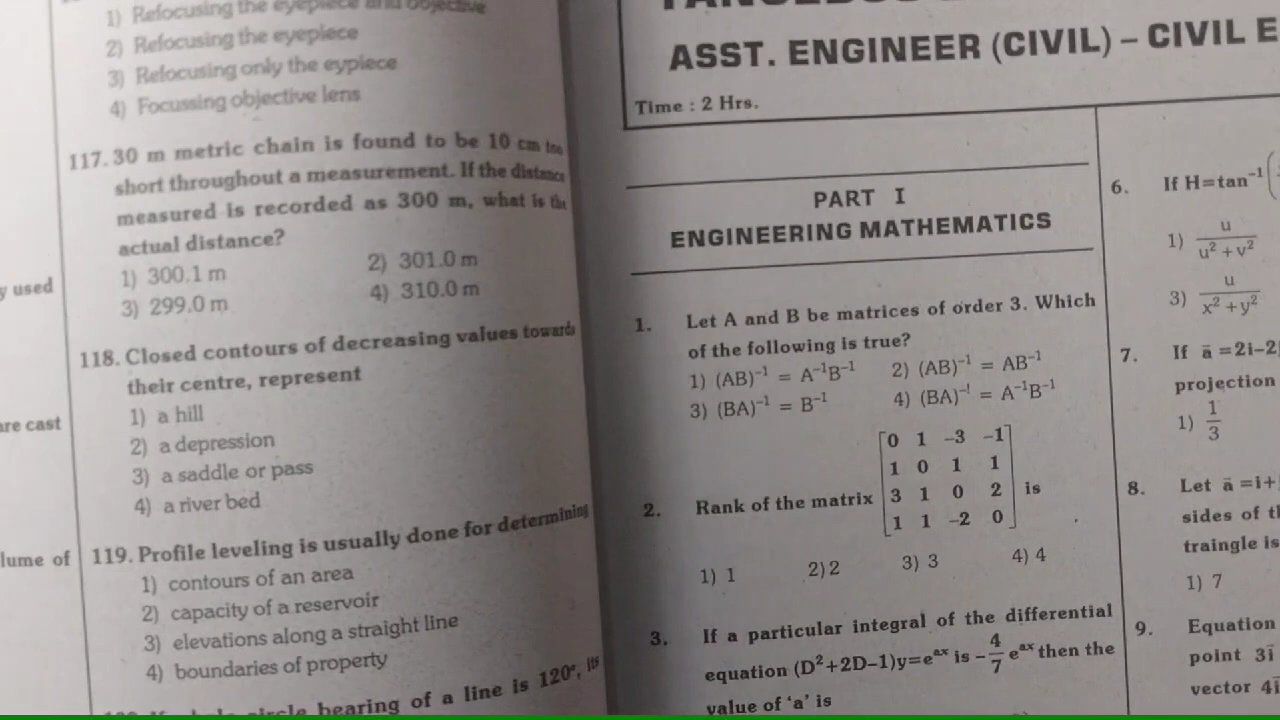 1) Refocusing the eyepiece and objective
2) Refocusing the eyepiece
3) Refocusing only the eypiece
4) Focussing objective lens
117. 30 m metric chain is found to be 10 cm too
short throughout a measurement. If the distance
measured is recorded as 300 m, what is the
actual distance?
1) 300.1 m 2) 301.0 m
3) 299.0 m 4) 310.0 m
118. Closed contours of decreasing values towards
their centre, represent
1) a hill
2) a depression
3) a saddle or pass
4) a river bed
119. Profile leveling is usually done for determining
1) contours of an area
2) capacity of a reservoir
3) elevations along a straight line
4) boundaries of property
circle bearing of a line is 120°, its
y used
are cast
lume of
ASST. ENGINEER (CIVIL) – CIVIL E
Time : 2 Hrs.
PART I
ENGINEERING MATHEMATICS
1. Let A and B be matrices of order 3. Which
of the following is true?
1) (AB)⁻¹ = A⁻¹B⁻¹ 2) (AB)⁻¹ = AB⁻¹
3) (BA)⁻¹ = B⁻¹ 4) (BA)⁻¹ = A⁻¹B⁻¹
0 1 -3 -1
1 0 1 1
2. Rank of the matrix 3 1 0 2 is
1 1 -2 0
1) 1 2) 2 3) 3 4) 4
3. If a particular integral of the differential
equation (D²+2D–1)y=eᵃˣ is –4/7 eᵃˣ then the
value of 'a' is
6. If H=tan⁻¹(
1) u/(u²+v²)
3) u/(x²+y²)
7. If ā =2i–2
projection
1) 1/3
8. Let ā =i+
sides of th
traingle is
1) 7
9. Equation
point 3i
vector 4i